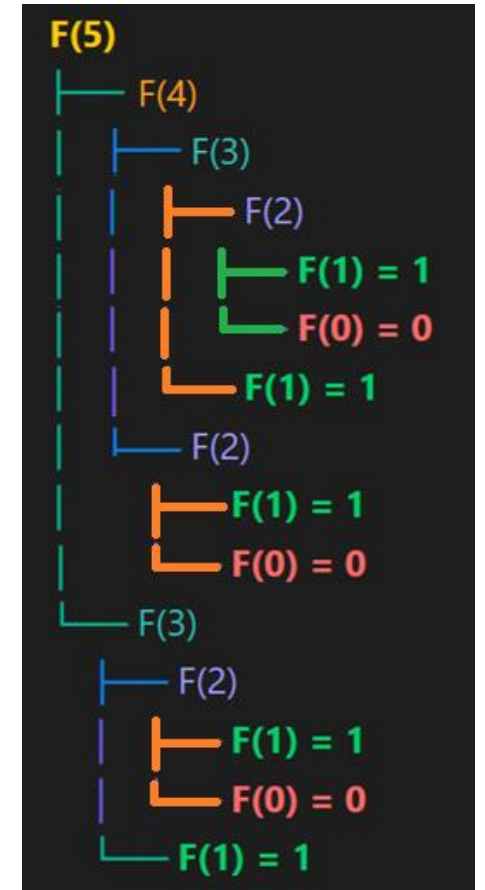 F(5)
F(4)
F(3)
F(2)
F(1) = 1
F(0) = 0
F(1) = 1
F(2)
F(1) = 1
F(0) = 0
F(3)
F(2)
F(1) = 1
F(0) = 0
F(1) = 1